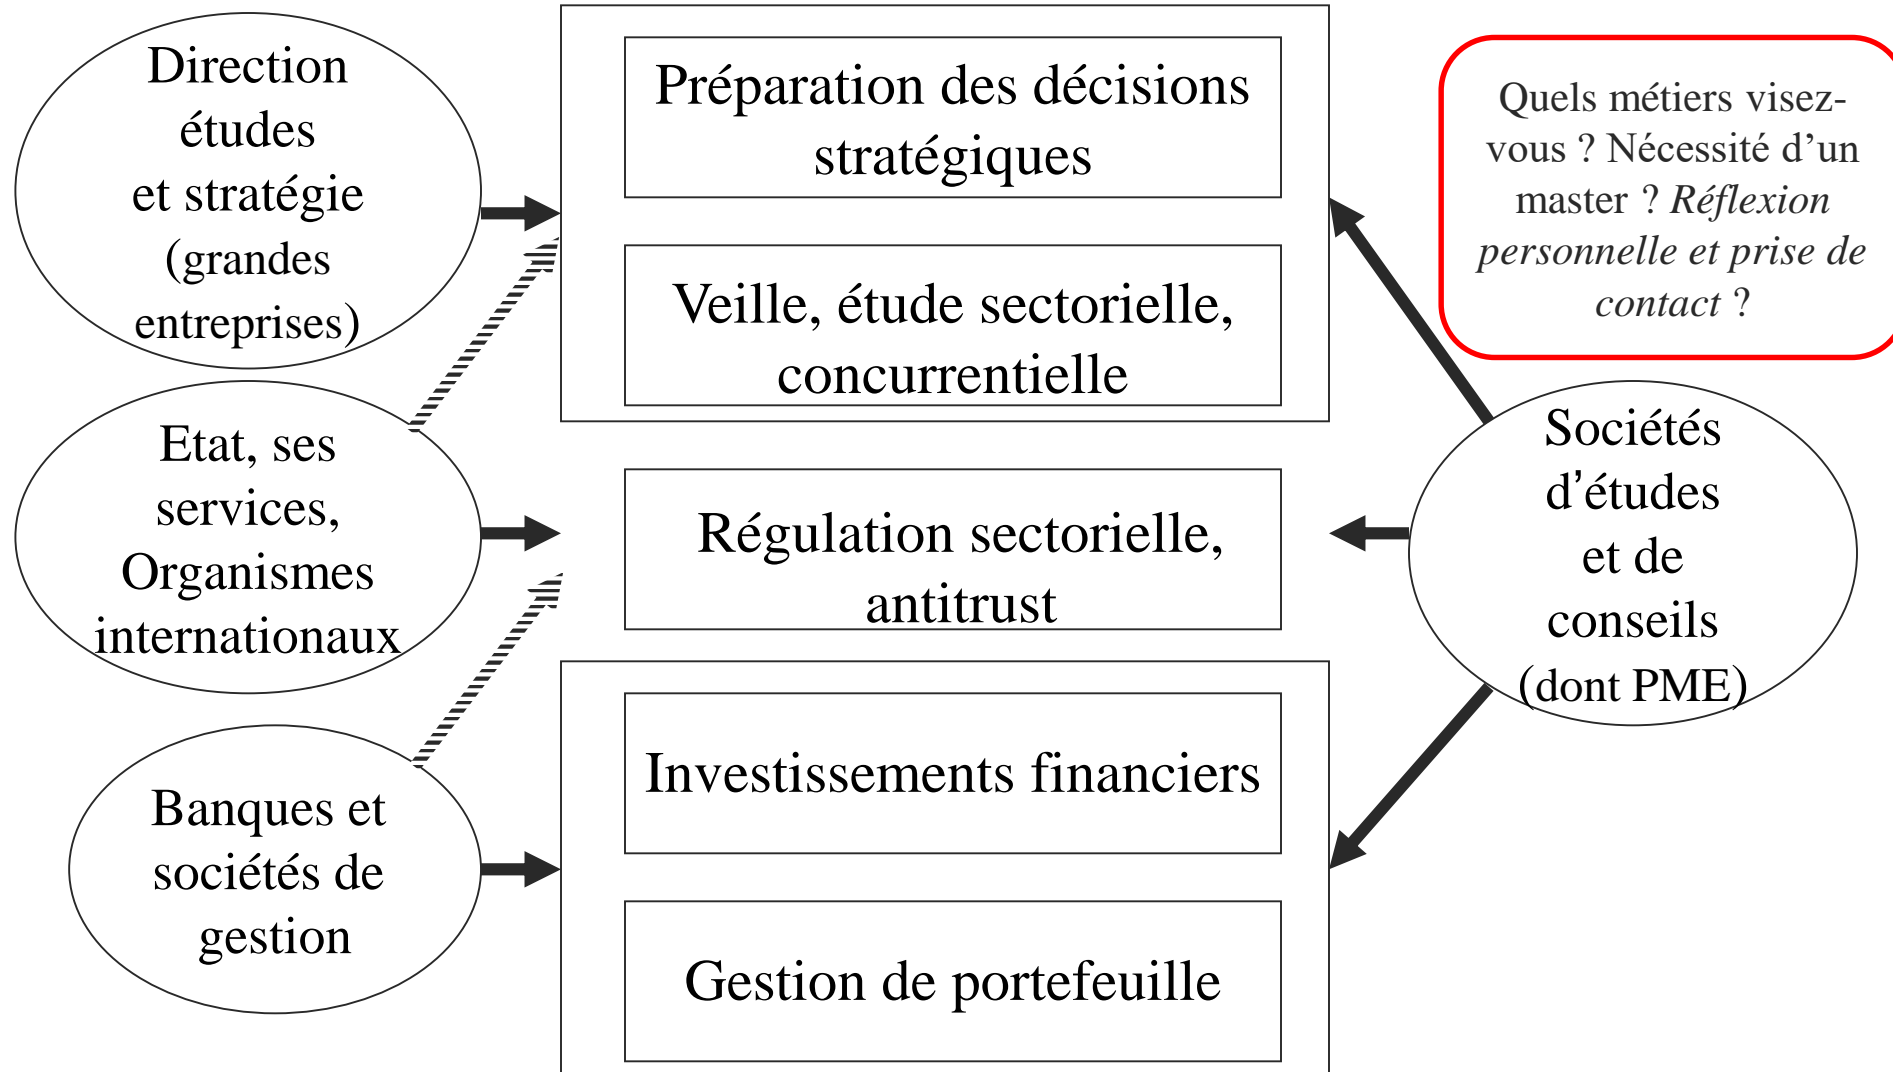 Direction
études
et stratégie
(grandes
entreprises)
Etat, ses
services,
Organismes
internationaux
Banques et
sociétés de
gestion
Préparation des décisions
stratégiques
Veille, étude sectorielle,
concurrentielle
Régulation sectorielle,
antitrust
Investissements financiers
Gestion de portefeuille
Quels métiers visez-
vous ? Nécessité d’un
master ? Réflexion
personnelle et prise de
contact ?
Sociétés
d’études
et de
conseils
(dont PME)